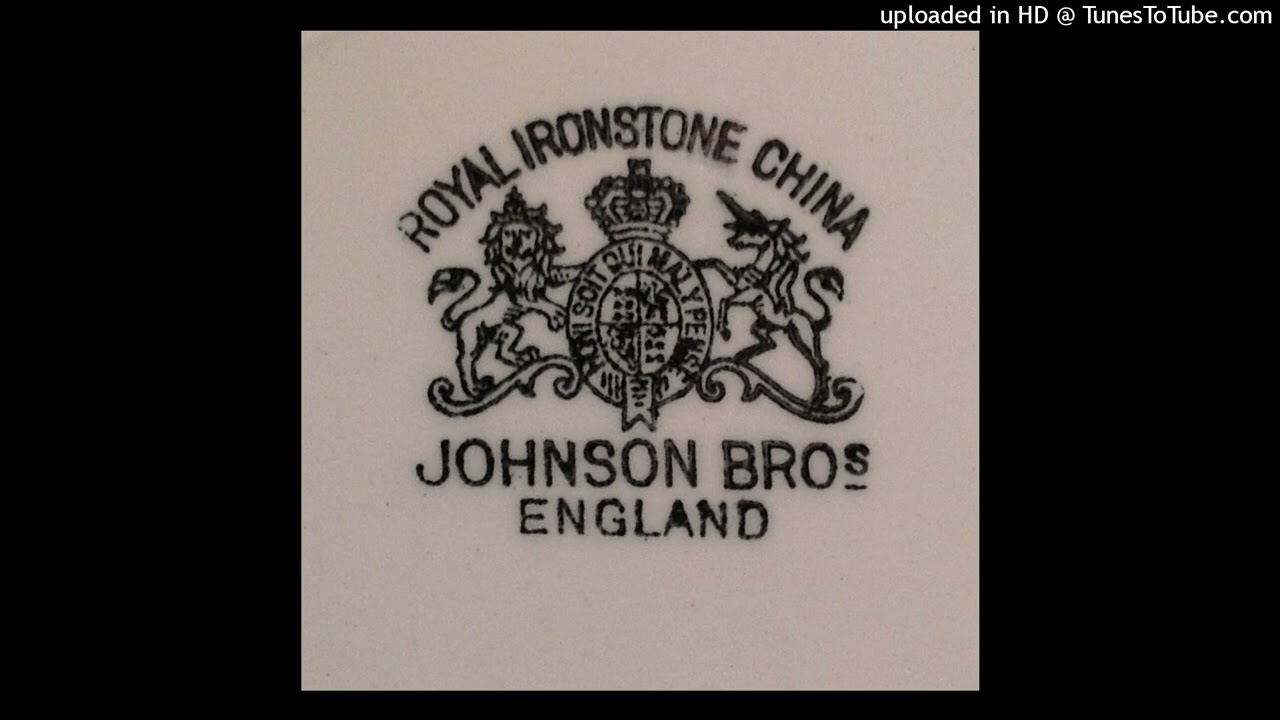 uploaded in HD @ TunesToTube.com
ROYAL IRONSTONE CHINA
HONI SOIT QUI MAL Y PENSE
JOHNSON BROS
ENGLAND